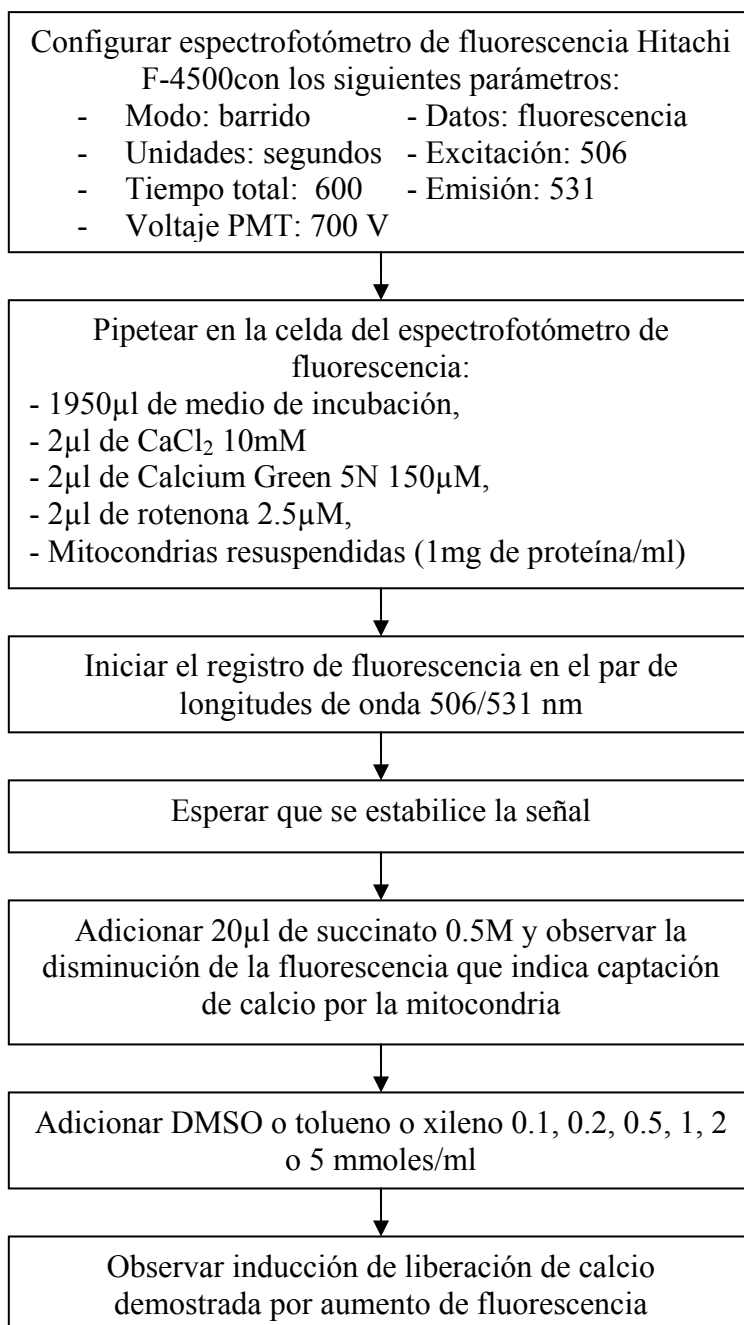 Configurar espectrofotómetro de fluorescencia Hitachi
F-4500con los siguientes parámetros:
- Modo: barrido - Datos: fluorescencia
- Unidades: segundos - Excitación: 506
- Tiempo total: 600 - Emisión: 531
- Voltaje PMT: 700 V
Pipetear en la celda del espectrofotómetro de
fluorescencia:
- 1950µl de medio de incubación,
- 2µl de CaCl₂ 10mM
- 2µl de Calcium Green 5N 150µM,
- 2µl de rotenona 2.5µM,
- Mitocondrias resuspendidas (1mg de proteína/ml)
Iniciar el registro de fluorescencia en el par de
longitudes de onda 506/531 nm
Esperar que se estabilice la señal
Adicionar 20µl de succinato 0.5M y observar la
disminución de la fluorescencia que indica captación
de calcio por la mitocondria
Adicionar DMSO o tolueno o xileno 0.1, 0.2, 0.5, 1, 2
o 5 mmoles/ml
Observar inducción de liberación de calcio
demostrada por aumento de fluorescencia